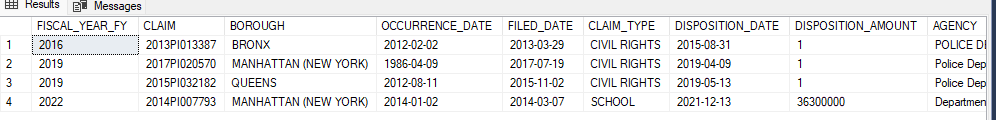 Results Messages
FISCAL_YEAR_FY CLAIM BOROUGH OCCURRENCE_DATE FILED_DATE CLAIM_TYPE DISPOSITION_DATE DISPOSITION_AMOUNT AGENCY
1 2016 2013PI013387 BRONX 2012-02-02 2013-03-29 CIVIL RIGHTS 2015-08-31 1 POLICE D
2 2019 2017PI020570 MANHATTAN (NEW YORK) 1986-04-09 2017-07-19 CIVIL RIGHTS 2019-04-09 1 Police Dep
3 2019 2015PI032182 QUEENS 2012-08-11 2015-11-02 CIVIL RIGHTS 2019-05-13 1 Police Dep
4 2022 2014PI007793 MANHATTAN (NEW YORK) 2014-01-02 2014-03-07 SCHOOL 2021-12-13 36300000 Departmen